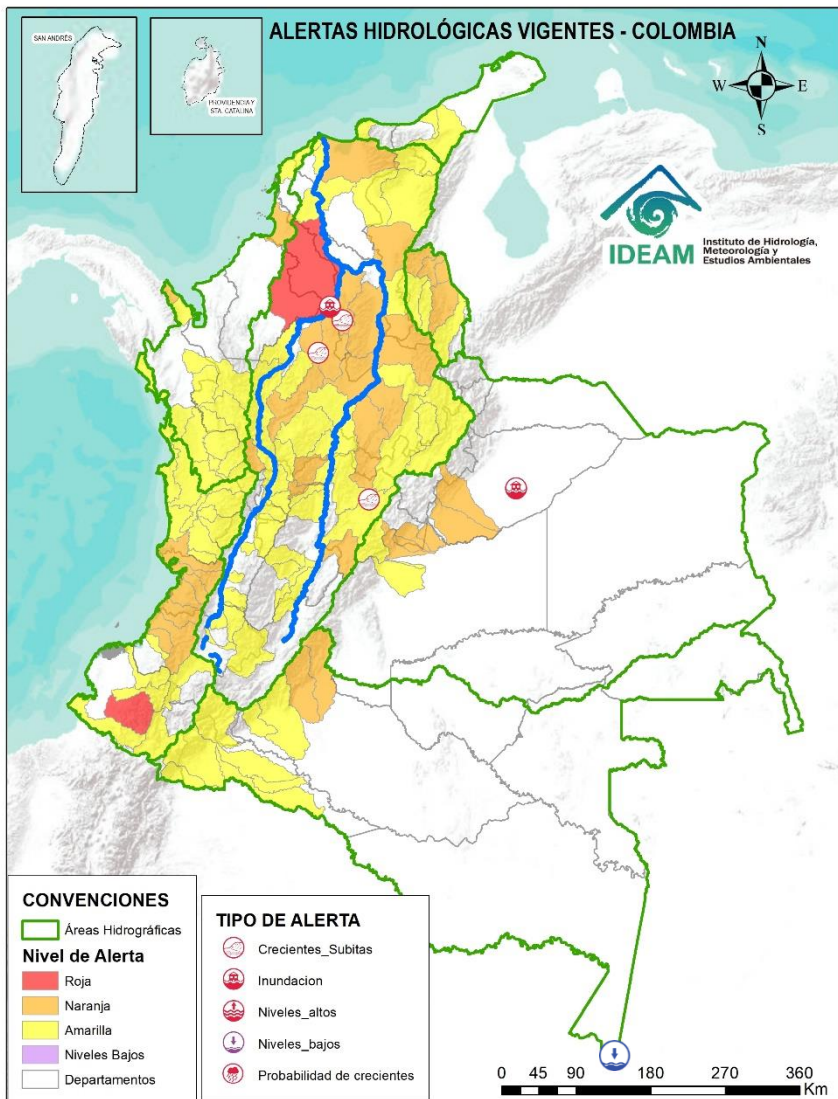 ALERTAS HIDROLÓGICAS VIGENTES - COLOMBIA
SAN ANDRÉS
PROVIDENCIA Y
STA. CATALINA
N
W
E
S
IDEAM
Instituto de Hidrología,
Meteorología y
Estudios Ambientales
CONVENCIONES
Áreas Hidrográficas
Nivel de Alerta
Roja
Naranja
Amarilla
Niveles Bajos
Departamentos
TIPO DE ALERTA
Crecientes_Subitas
Inundacion
Niveles_altos
Niveles_bajos
Probabilidad de crecientes
0 45 90 180 270 360
Km